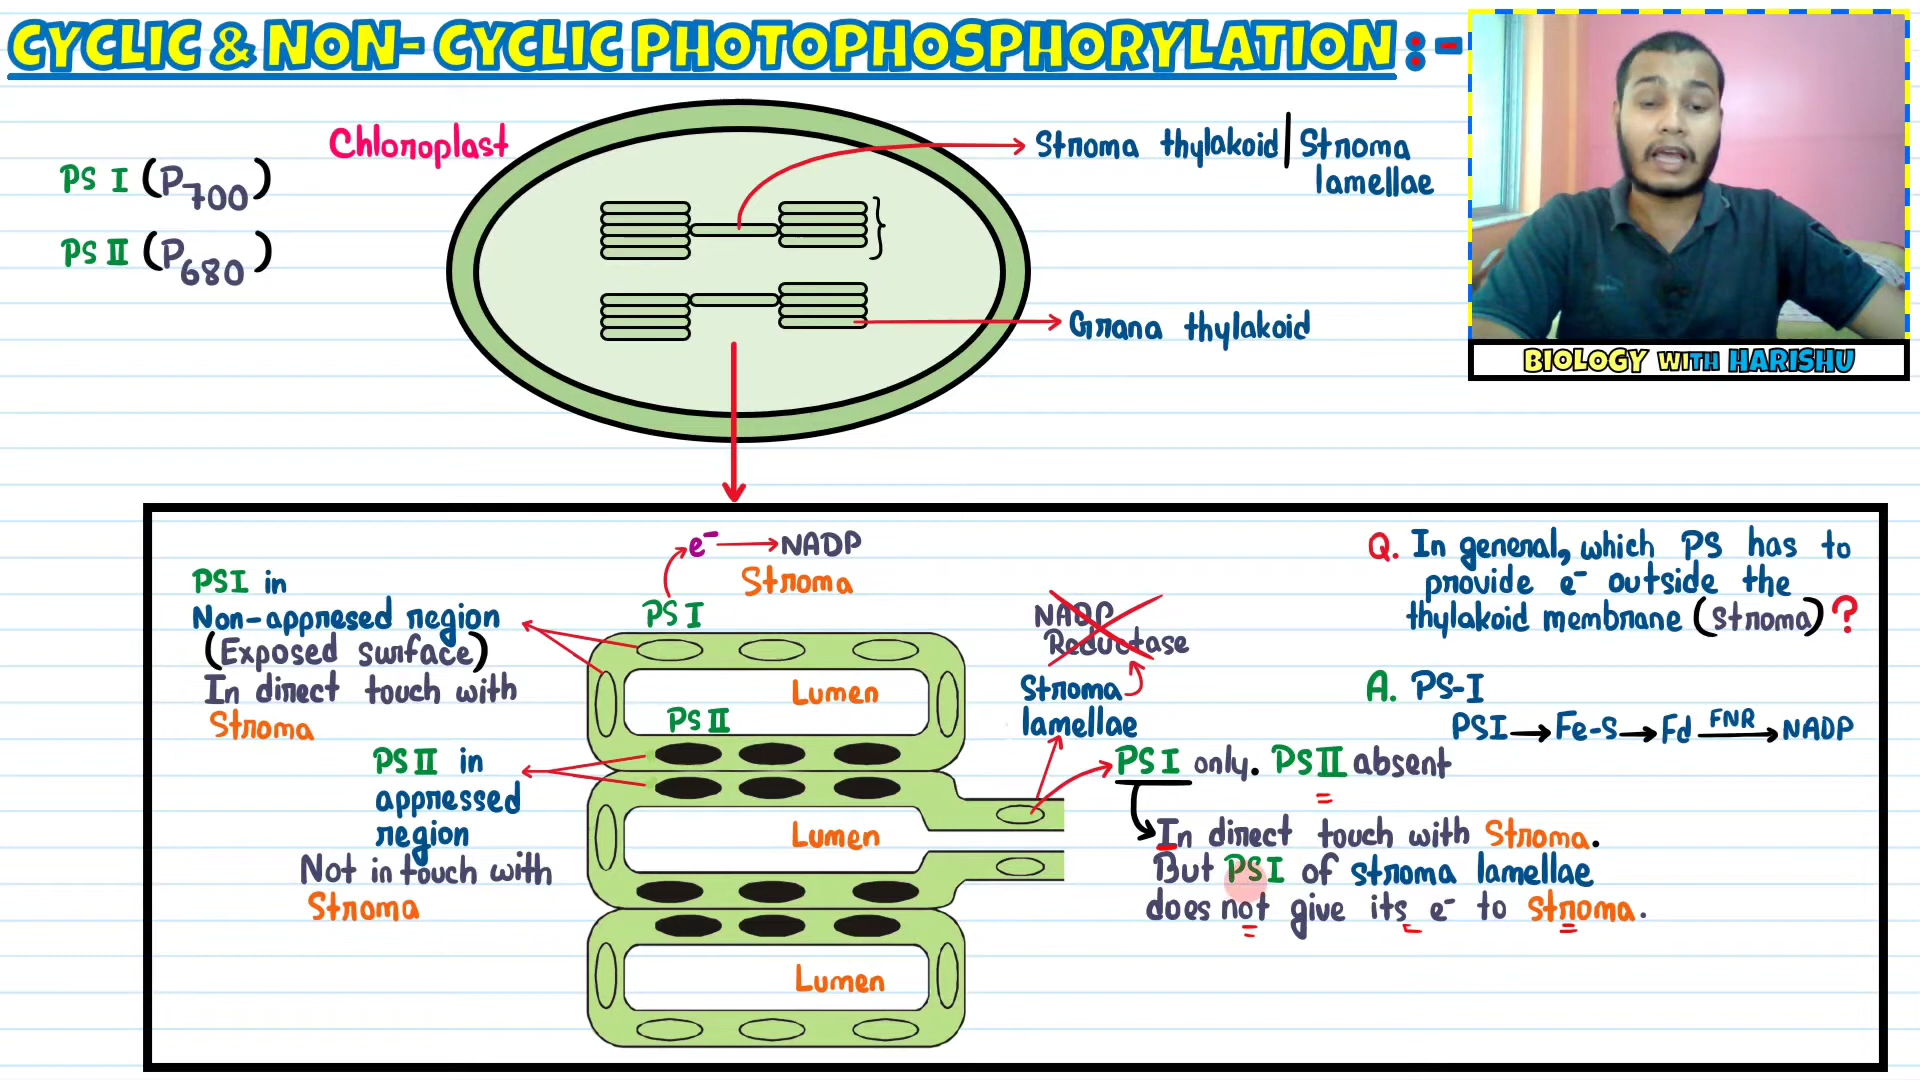 CYCLIC & NON- CYCLIC PHOTOPHOSPHORYLATION :-
PS I (P700)
PS II (P680)
Chloroplast
Stroma thylakoid | Stroma
lamellae
Grana thylakoid
BIOLOGY WITH HARISHU
e⁻ → NADP
Stroma
PS I
PSI in
Non-appresed region
(Exposed surface)
In direct touch with
Stroma
PS II in
appressed
region
Not in touch with
Stroma
Lumen
PS II
Lumen
Lumen
NADP
Reductase
Stroma
lamellae
PS I only. PS II absent
In direct touch with Stroma.
But PSI of stroma lamellae
does not give its e⁻ to Stroma.
Q. In general, which PS has to
provide e⁻ outside the
thylakoid membrane (stroma)?
A. PS-I
PSI → Fe-S → Fd FNR → NADP